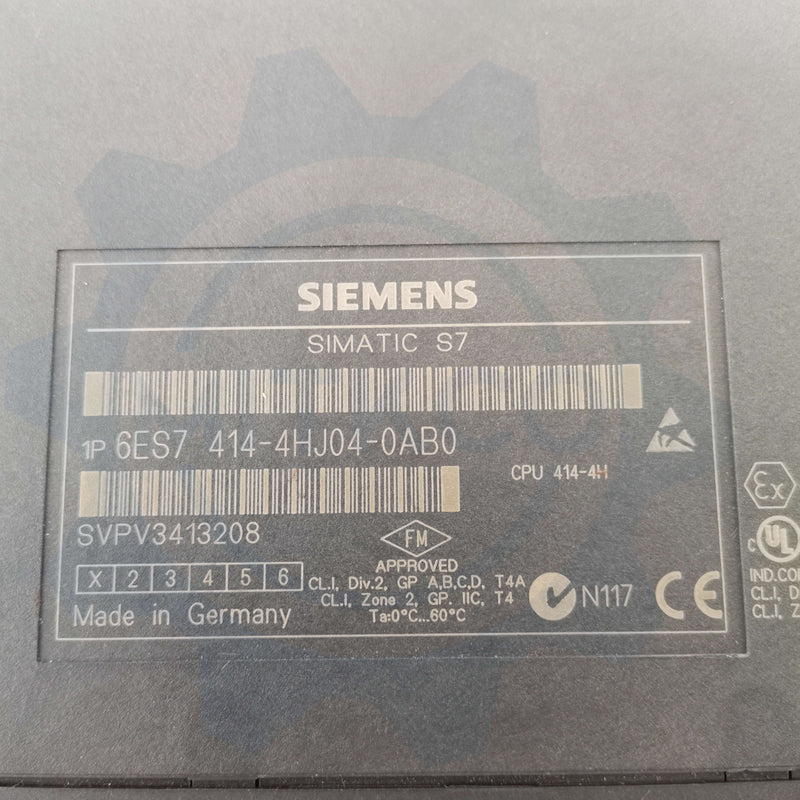 SIEMENS
SIMATIC S7
1P 6ES7 414-4HJ04-0AB0
CPU 414-4H
SVPV3413208
FM
APPROVED
CL.I, Div.2, GP A,B,C,D, T4A
CL.I, Zone 2, GP. IIC, T4
Ta:0°C...60°C
X 2 3 4 5 6
Made in Germany
N117
CE
Ex
c UL
IND.CO
CL.I, D
CL.I, Z